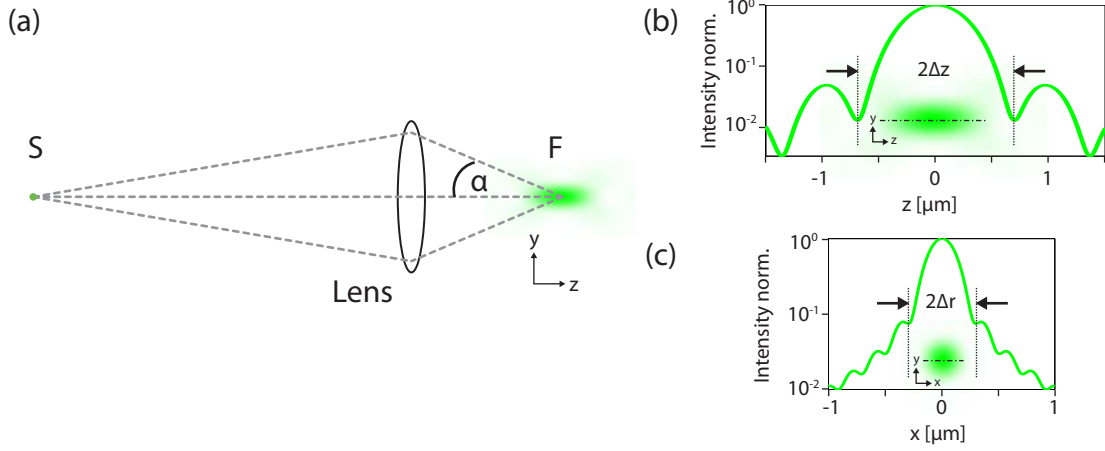 (a)
S
F
α
Lens
y
z
(b)
Intensity norm.
10⁰
10⁻¹
10⁻²
2Δz
y
z
-1
0
1
z [μm]
(c)
Intensity norm.
10⁰
10⁻¹
10⁻²
2Δr
y
x
-1
0
1
x [μm]